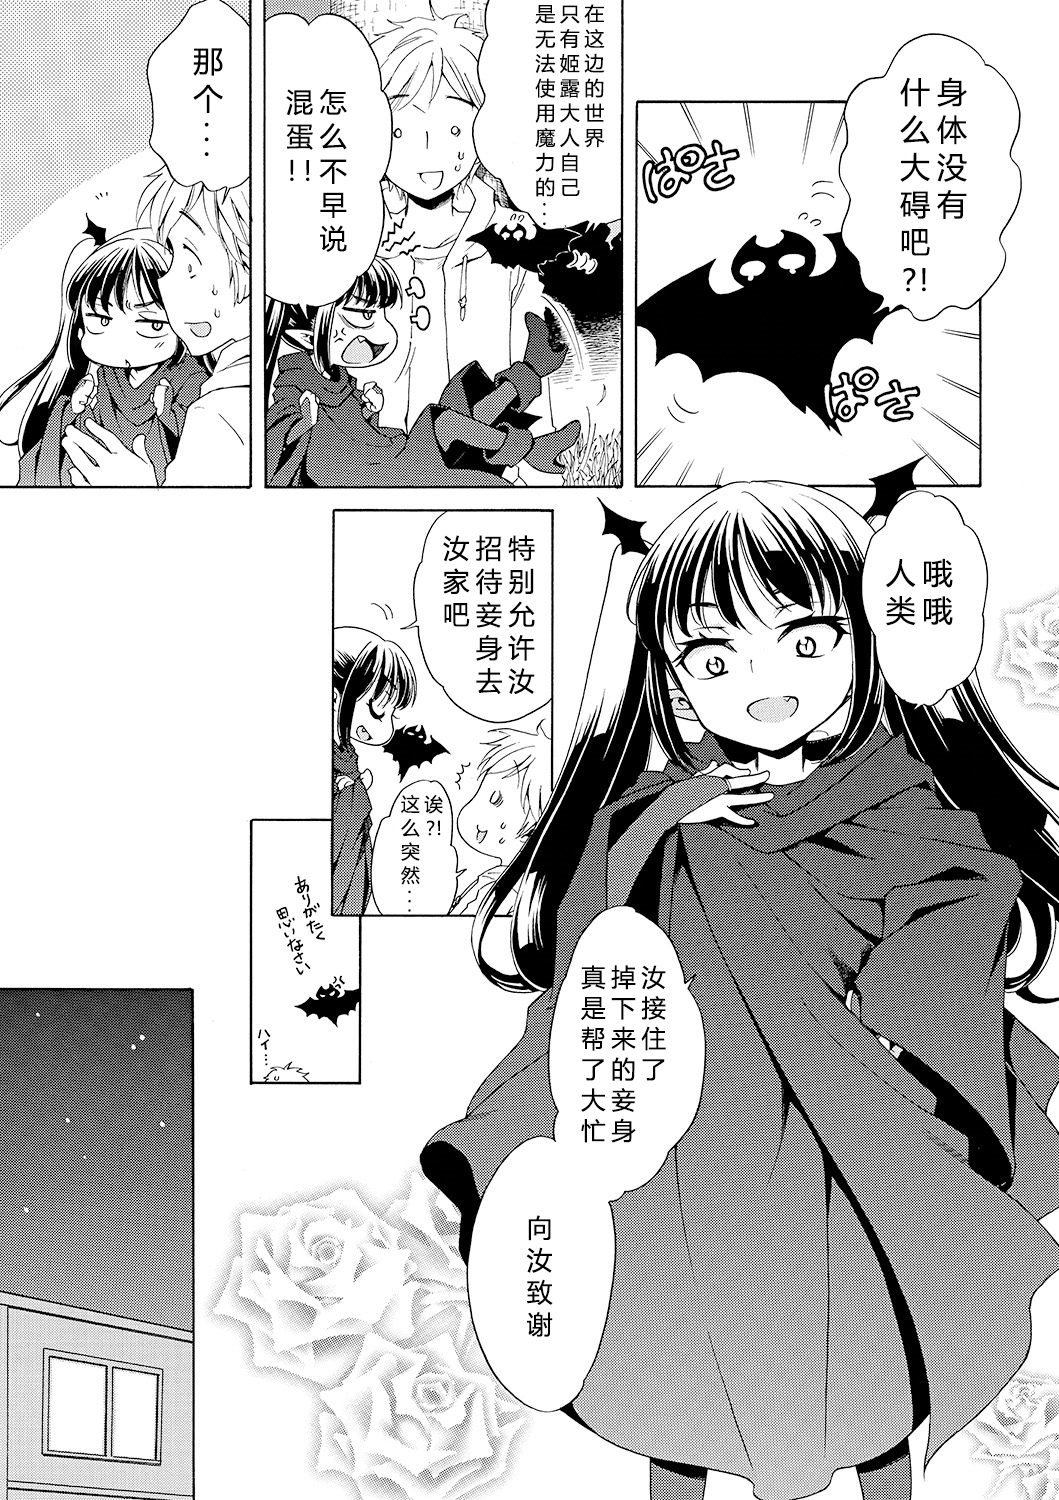 身体没有
什么大碍吧?!
ぱさ
ぱさ
在这边的世界
只有姬露大人自己
是无法使用魔力的...
怎么不早说
混蛋!!
那个...
哦哦
人类
汝接住了
掉下来的妾身
真是帮了大忙
向汝致谢
特别允许汝
招待妾身去
汝家吧
诶?!
这么突然...
ありがたく
思いなさい
ハイ...